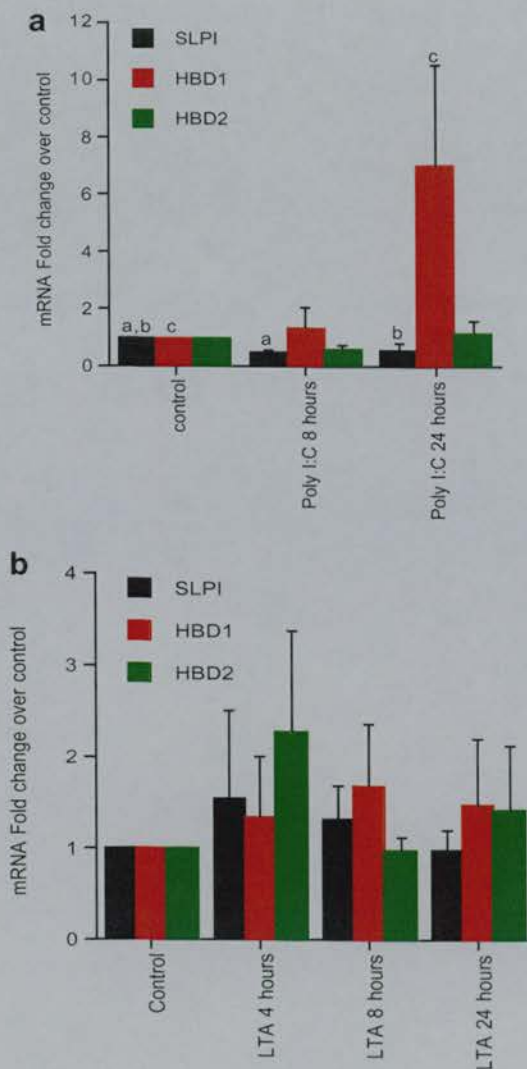 a
mRNA Fold change over control
12
10
8
6
4
2
0
SLPI
HBD1
HBD2
a,b
c
a
b
c
control
Poly I:C 8 hours
Poly I:C 24 hours
b
mRNA Fold change over control
4
3
2
1
0
SLPI
HBD1
HBD2
Control
LTA 4 hours
LTA 8 hours
LTA 24 hours